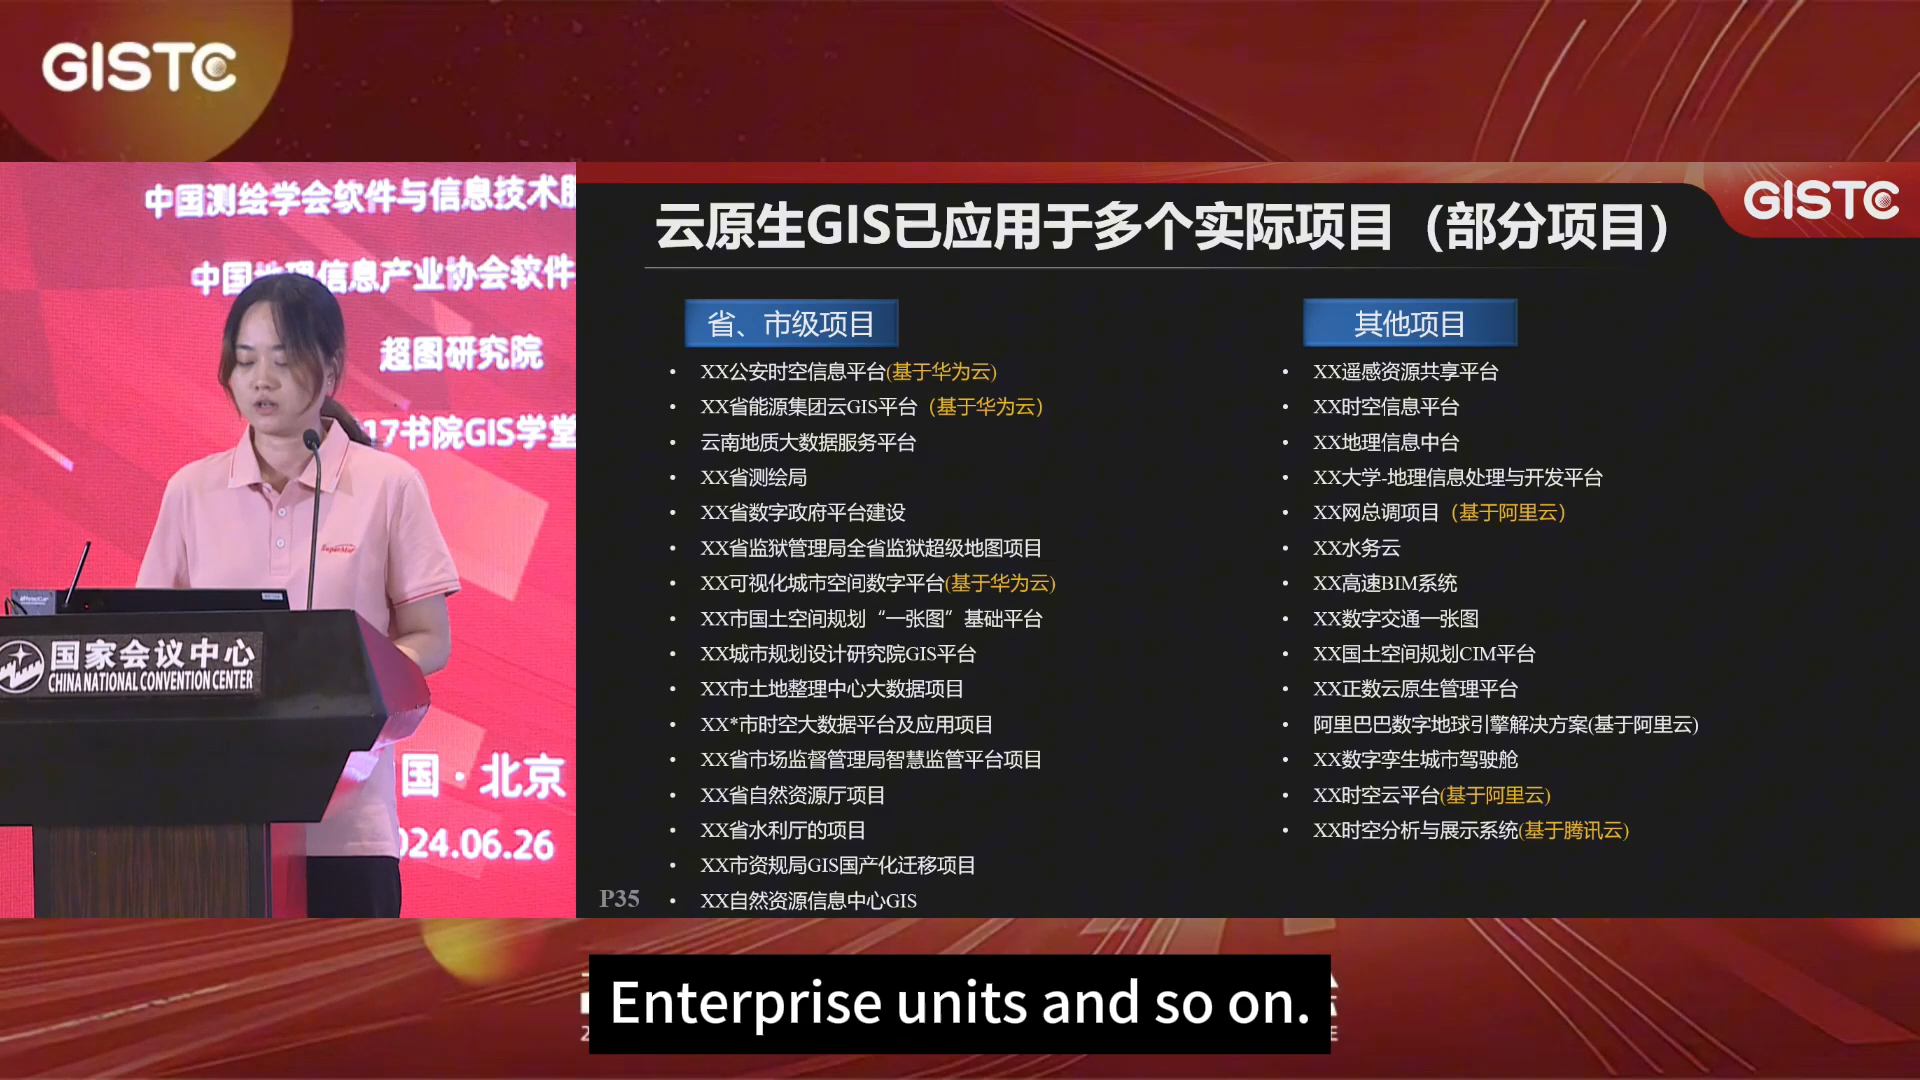 GISTC
中国测绘学会软件与信息技术
中国地理信息产业协会软件
超图研究院
17书院GIS学堂
SuperMap
国家会议中心
CHINA NATIONAL CONVENTION CENTER
国·北京
024.06.26
GISTC
云原生GIS已应用于多个实际项目（部分项目）
省、市级项目
• XX公安时空信息平台(基于华为云)
• XX省能源集团云GIS平台（基于华为云）
• 云南地质大数据服务平台
• XX省测绘局
• XX省数字政府平台建设
• XX省监狱管理局全省监狱超级地图项目
• XX可视化城市空间数字平台(基于华为云)
• XX市国土空间规划“一张图”基础平台
• XX城市规划设计研究院GIS平台
• XX市土地整理中心大数据项目
• XX*市时空大数据平台及应用项目
• XX省市场监督管理局智慧监管平台项目
• XX省自然资源厅项目
• XX省水利厅的项目
• XX市资规局GIS国产化迁移项目
• XX自然资源信息中心GIS
其他项目
• XX遥感资源共享平台
• XX时空信息平台
• XX地理信息中台
• XX大学-地理信息处理与开发平台
• XX网总调项目（基于阿里云）
• XX水务云
• XX高速BIM系统
• XX数字交通一张图
• XX国土空间规划CIM平台
• XX正数云原生管理平台
• 阿里巴巴数字地球引擎解决方案(基于阿里云)
• XX数字孪生城市驾驶舱
• XX时空云平台(基于阿里云)
• XX时空分析与展示系统(基于腾讯云)
P35
Enterprise units and so on.